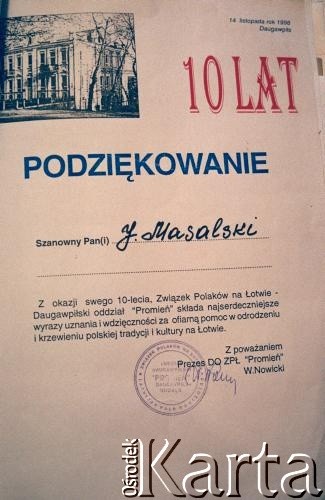 14 listopada rok 1998
Daugavpils
10 LAT
PODZIĘKOWANIE
Szanowny Pan(i) J. Masalski
Z okazji swego 10-lecia, Związek Polaków na Łotwie -
Daugawpilski oddział "Promień" składa najserdeczniejsze
wyrazy uznania i wdzięczności za ofiarną pomoc w odrodzeniu
i krzewieniu polskiej tradycji i kultury na Łotwie.
Z poważaniem
Prezes DO ZPŁ "Promień"
W.Nowicki
Ośrodek
Karta